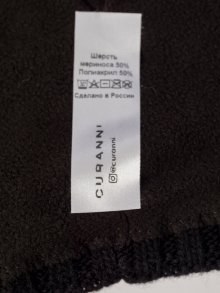 Шерсть
мериноса 50%
Полиакрил 50%
Сделано в России
CURANNI
@curanni